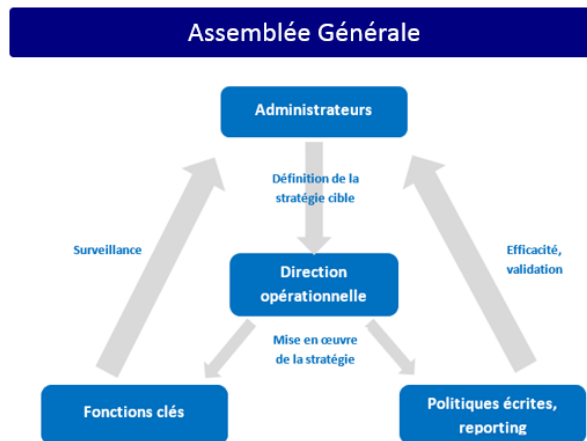 Assemblée Générale
Administrateurs
Définition de la
stratégie cible
Surveillance
Efficacité,
validation
Direction
opérationnelle
Mise en œuvre
de la stratégie
Fonctions clés
Politiques écrites,
reporting